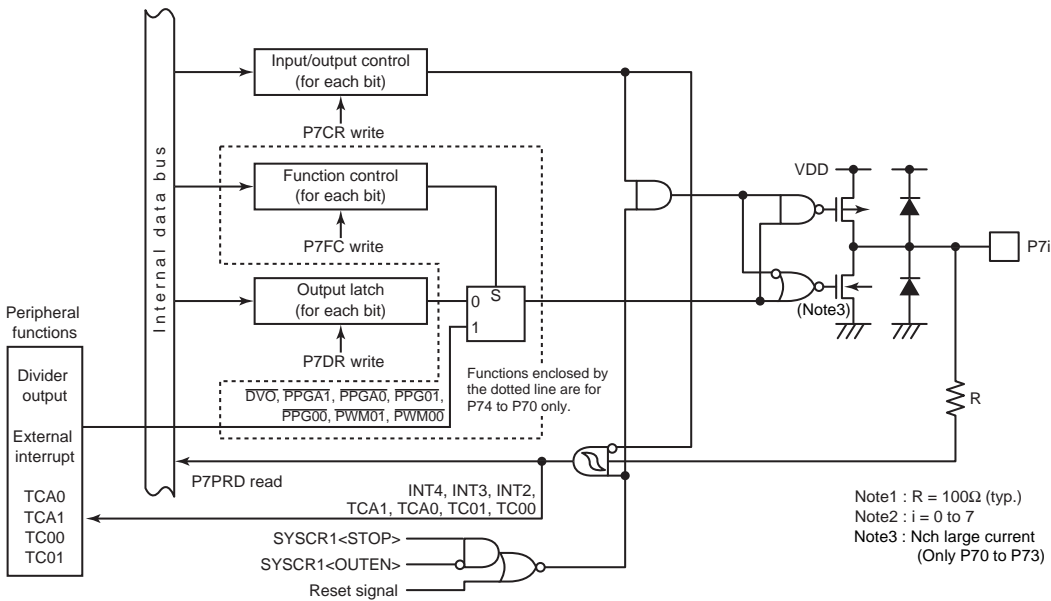 Input/output control
(for each bit)
P7CR write
Function control
(for each bit)
P7FC write
Output latch
(for each bit)
P7DR write
Internal data bus
0
S
1
VDD
P7i
(Note3)
R
Peripheral
functions
Divider
output
External
interrupt
TCA0
TCA1
TC00
TC01
DVO, PPGA1, PPGA0, PPG01,
PPG00, PWM01, PWM00
Functions enclosed by
the dotted line are for
P74 to P70 only.
P7PRD read
INT4, INT3, INT2,
TCA1, TCA0, TC01, TC00
SYSCR1<STOP>
SYSCR1<OUTEN>
Reset signal
Note1 : R = 100Ω (typ.)
Note2 : i = 0 to 7
Note3 : Nch large current
(Only P70 to P73)